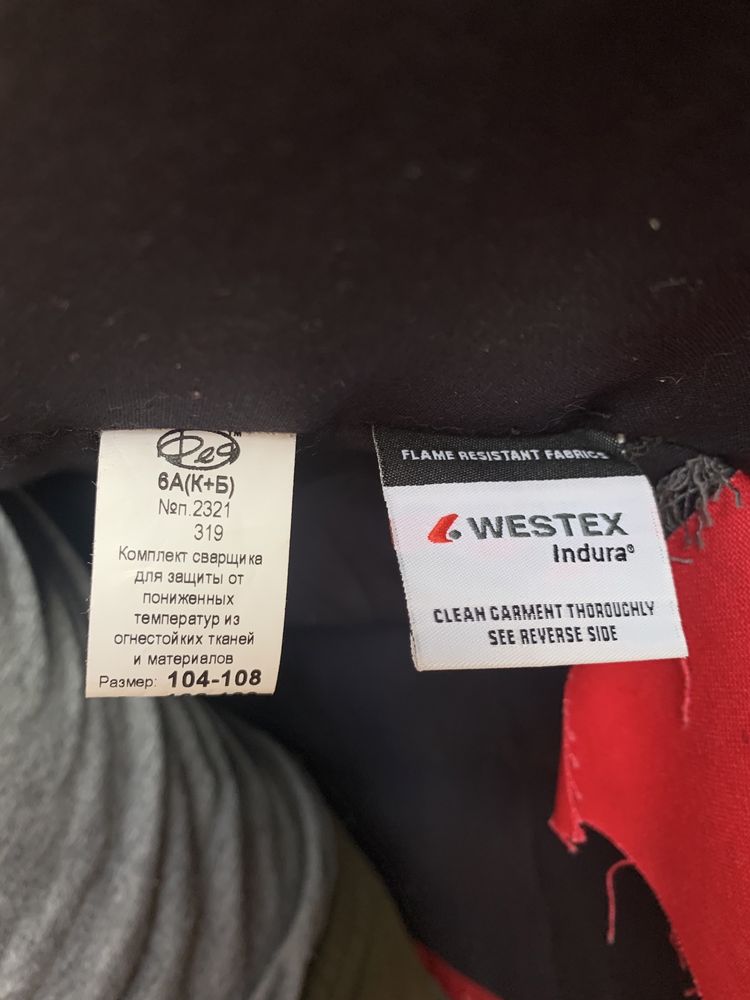 Фея™
6А(К+Б)
№п.2321
319
Комплект сварщика
для защиты от
пониженных
температур из
огнестойких тканей
и материалов
Размер: 104-108
FLAME RESISTANT FABRICS
WESTEX
Indura®
CLEAN GARMENT THOROUGHLY
SEE REVERSE SIDE